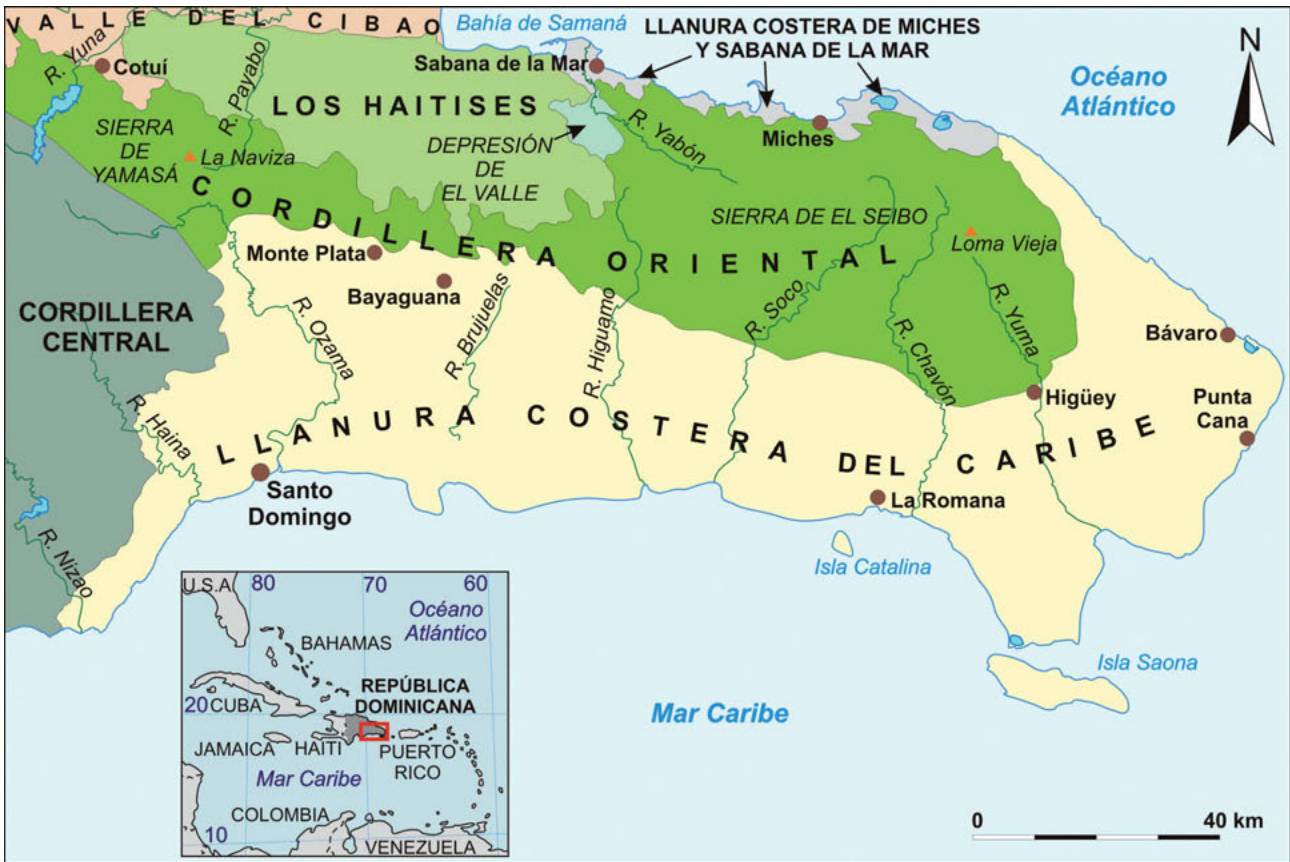 VALLE DEL CIBAO
Bahía de Samaná
LLANURA COSTERA DE MICHES
Y SABANA DE LA MAR
N
R. Yuna
Cotuí
R. Payabo
Sabana de la Mar
Océano
Atlántico
LOS HAITISES
SIERRA
DE
YAMASÁ
La Naviza
DEPRESIÓN
DE
EL VALLE
R. Yabón
Miches
CORDILLERA ORIENTAL
SIERRA DE EL SEIBO
Loma Vieja
Monte Plata
Bayaguana
CORDILLERA
CENTRAL
R. Ozama
R. Brujuelas
R. Higuamo
R. Soco
R. Chavón
R. Yuma
Bávaro
Higüey
Punta
Cana
R. Haina
LLANURA COSTERA DEL CARIBE
Santo
Domingo
La Romana
R. Nizao
Isla Catalina
Isla Saona
Mar Caribe
U.S.A
80
70
60
Océano
Atlántico
BAHAMAS
REPÚBLICA
DOMINICANA
20
CUBA
JAMAICA
HAITI
PUERTO
RICO
Mar Caribe
COLOMBIA
10
VENEZUELA
0
40 km